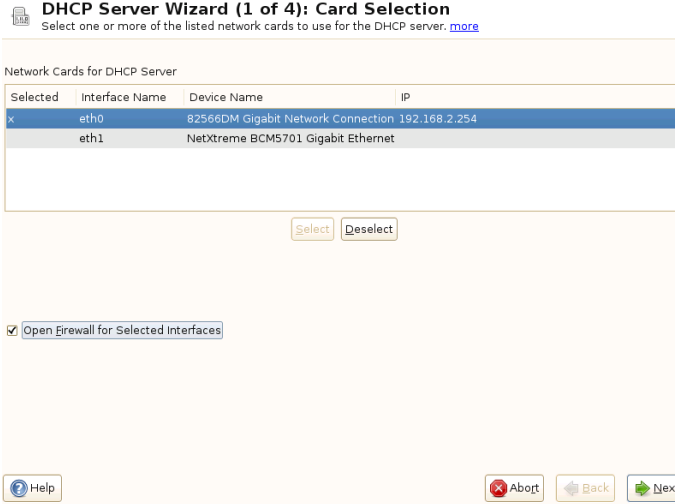 DHCP Server Wizard (1 of 4): Card Selection
Select one or more of the listed network cards to use for the DHCP server. more
Network Cards for DHCP Server
Selected Interface Name Device Name IP
x eth0 82566DM Gigabit Network Connection 192.168.2.254
eth1 NetXtreme BCM5701 Gigabit Ethernet
Select Deselect
Open Firewall for Selected Interfaces
Help Abort Back Nex